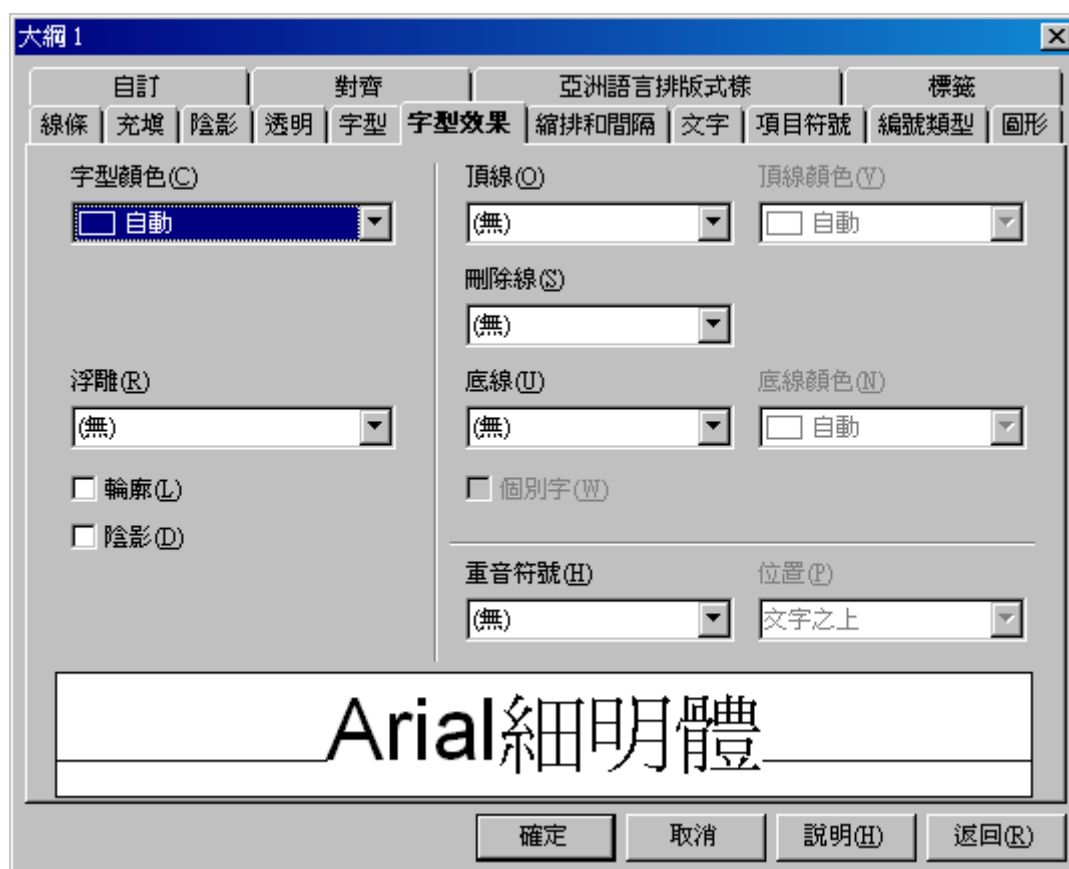 大綱 1
自訂 對齊 亞洲語言排版式樣 標籤
線條 充填 陰影 透明 字型 字型效果 縮排和間隔 文字 項目符號 編號類型 圖形
字型顏色(C)
自動
浮雕(R)
(無)
輪廓(L)
陰影(D)
頂線(O) 頂線顏色(V)
(無) 自動
刪除線(S)
(無)
底線(U) 底線顏色(N)
(無) 自動
個別字(W)
重音符號(H) 位置(P)
(無) 文字之上
Arial細明體
確定 取消 說明(H) 返回(R)